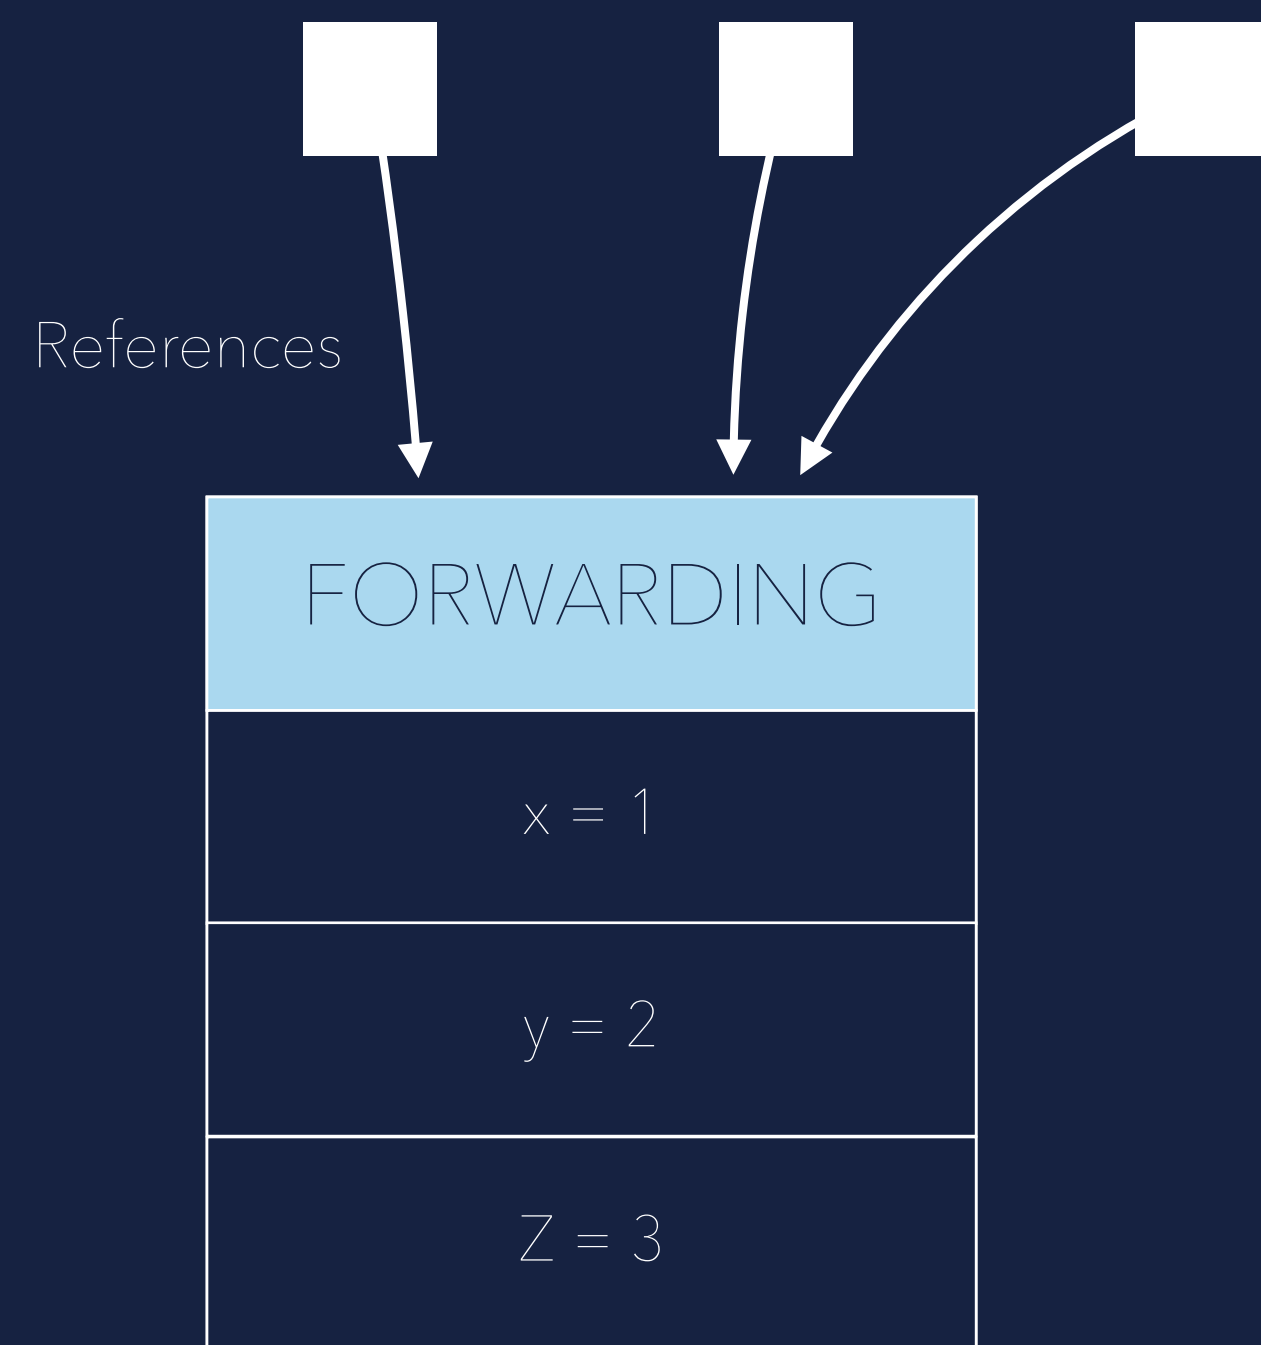 References
FORWARDING
x = 1
y = 2
Z = 3